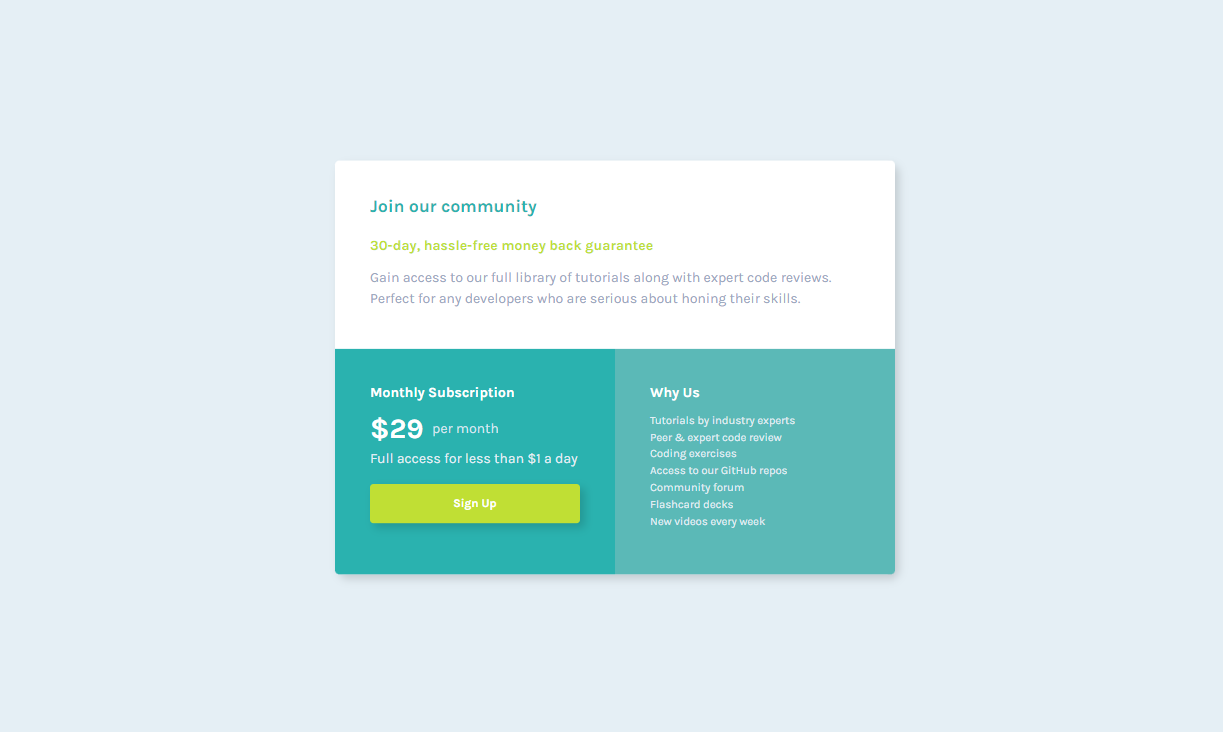 Join our community
30-day, hassle-free money back guarantee
Gain access to our full library of tutorials along with expert code reviews.
Perfect for any developers who are serious about honing their skills.
Monthly Subscription
$29 per month
Full access for less than $1 a day
Sign Up
Why Us
Tutorials by industry experts
Peer & expert code review
Coding exercises
Access to our GitHub repos
Community forum
Flashcard decks
New videos every week